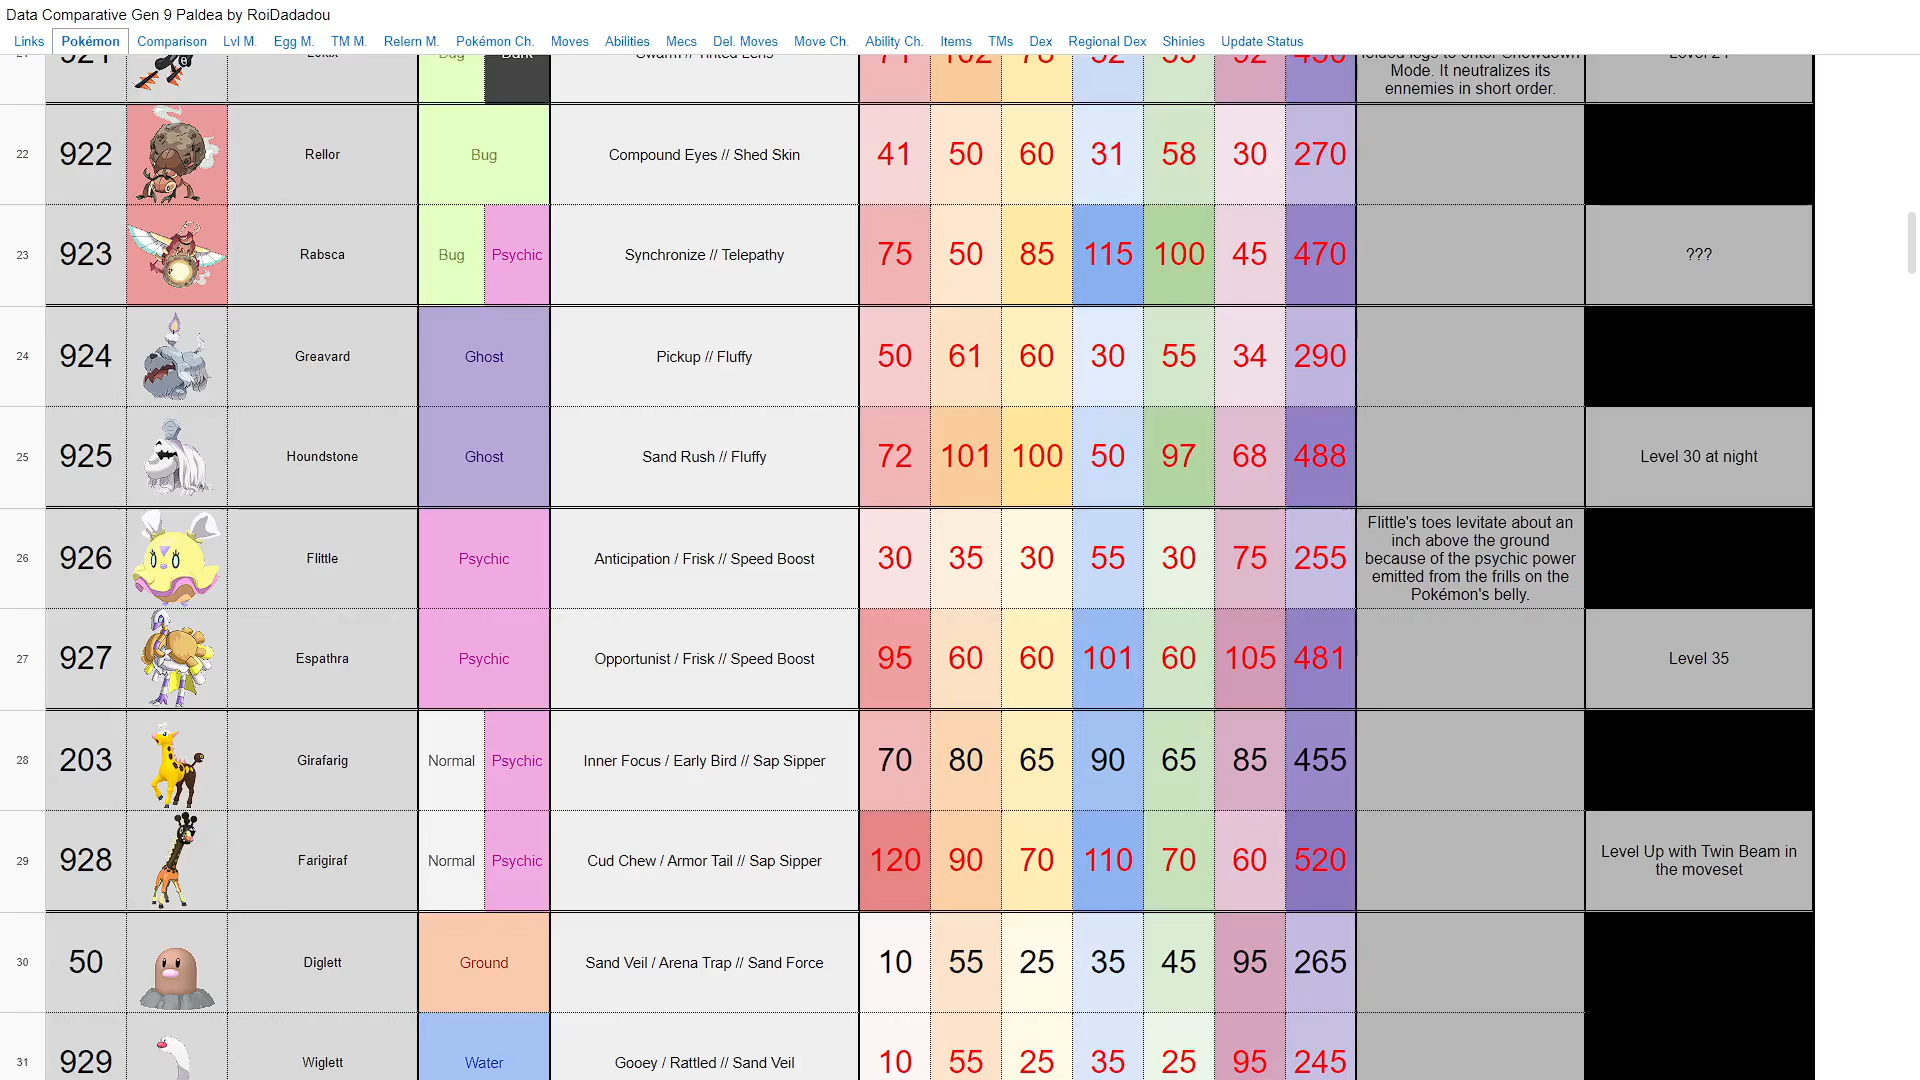 Data Comparative Gen 9 Paldea by RoiDadadou
Links Pokémon Comparison Lvl M. Egg M. TM M. Relern M. Pokémon Ch. Moves Abilities Mecs Del. Moves Move Ch. Ability Ch. Items TMs Dex Regional Dex Shinies Update Status
folded legs to enter Showdown
Mode. It neutralizes its
ennemies in short order.
22 922 Rellor Bug Compound Eyes // Shed Skin 41 50 60 31 58 30 270
23 923 Rabsca Bug Psychic Synchronize // Telepathy 75 50 85 115 100 45 470 ???
24 924 Greavard Ghost Pickup // Fluffy 50 61 60 30 55 34 290
25 925 Houndstone Ghost Sand Rush // Fluffy 72 101 100 50 97 68 488 Level 30 at night
26 926 Flittle Psychic Anticipation / Frisk // Speed Boost 30 35 30 55 30 75 255
Flittle's toes levitate about an
inch above the ground
because of the psychic power
emitted from the frills on the
Pokémon's belly.
27 927 Espathra Psychic Opportunist / Frisk // Speed Boost 95 60 60 101 60 105 481 Level 35
28 203 Girafarig Normal Psychic Inner Focus / Early Bird // Sap Sipper 70 80 65 90 65 85 455
29 928 Farigiraf Normal Psychic Cud Chew / Armor Tail // Sap Sipper 120 90 70 110 70 60 520
Level Up with Twin Beam in
the moveset
30 50 Diglett Ground Sand Veil / Arena Trap // Sand Force 10 55 25 35 45 95 265
31 929 Wiglett Water Gooey / Rattled // Sand Veil 10 55 25 35 25 95 245